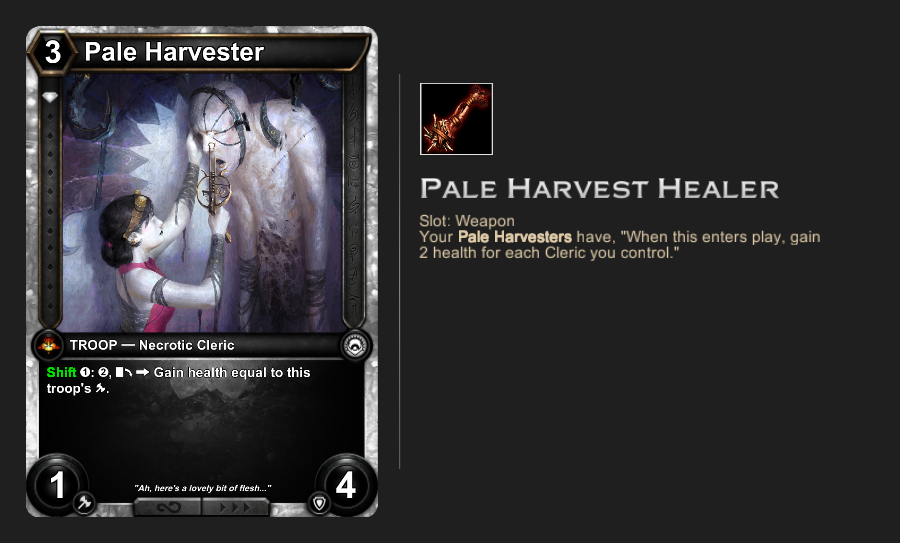 3 Pale Harvester
TROOP — Necrotic Cleric
Shift ❶: ❷, ➡ Gain health equal to this
troop's .
"Ah, here's a lovely bit of flesh..."
1 4
PALE HARVEST HEALER
Slot: Weapon
Your Pale Harvesters have, "When this enters play, gain
2 health for each Cleric you control."